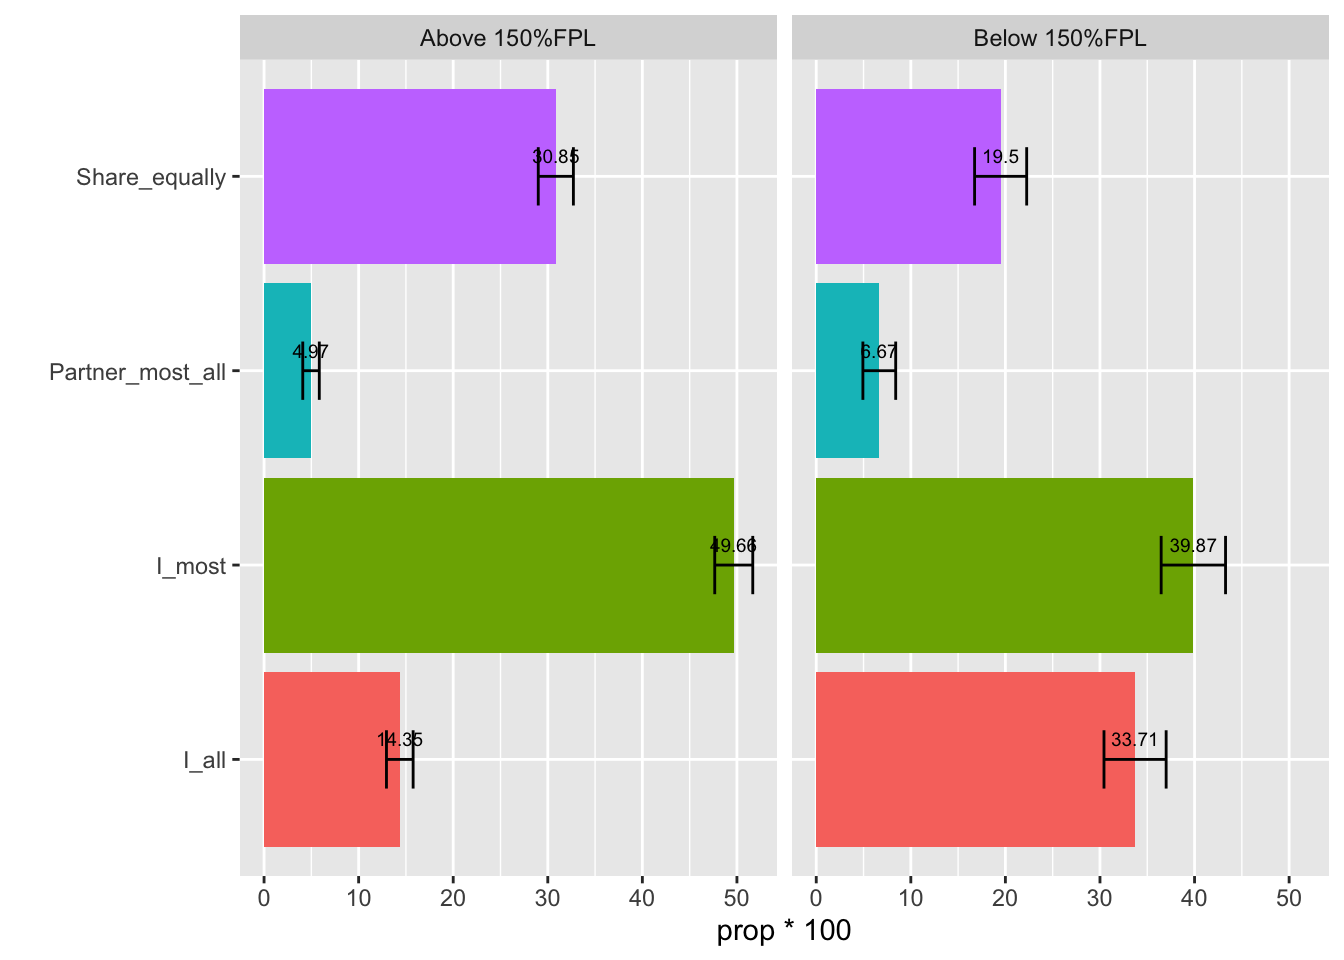 Above 150%FPL
Below 150%FPL
Share_equally
30.85
19.5
Partner_most_all
4.97
6.67
I_most
49.66
39.87
I_all
14.35
33.71
0 10 20 30 40 50
0 10 20 30 40 50
prop * 100